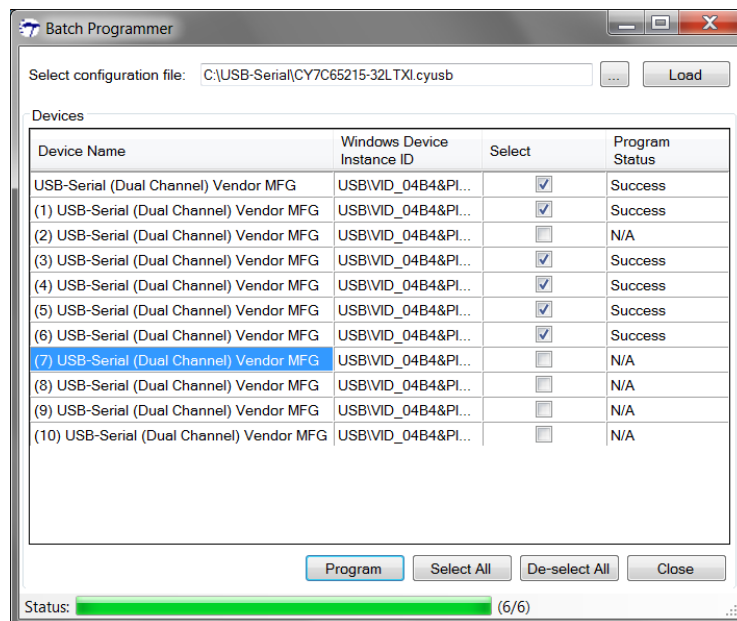 Batch Programmer
Select configuration file: C:\USB-Serial\CY7C65215-32LTXI.cyusb ... Load
Devices
Device Name Windows Device Instance ID Select Program Status
USB-Serial (Dual Channel) Vendor MFG USB\VID_04B4&PI... Success
(1) USB-Serial (Dual Channel) Vendor MFG USB\VID_04B4&PI... Success
(2) USB-Serial (Dual Channel) Vendor MFG USB\VID_04B4&PI... N/A
(3) USB-Serial (Dual Channel) Vendor MFG USB\VID_04B4&PI... Success
(4) USB-Serial (Dual Channel) Vendor MFG USB\VID_04B4&PI... Success
(5) USB-Serial (Dual Channel) Vendor MFG USB\VID_04B4&PI... Success
(6) USB-Serial (Dual Channel) Vendor MFG USB\VID_04B4&PI... Success
(7) USB-Serial (Dual Channel) Vendor MFG USB\VID_04B4&PI... N/A
(8) USB-Serial (Dual Channel) Vendor MFG USB\VID_04B4&PI... N/A
(9) USB-Serial (Dual Channel) Vendor MFG USB\VID_04B4&PI... N/A
(10) USB-Serial (Dual Channel) Vendor MFG USB\VID_04B4&PI... N/A
Program Select All De-select All Close
Status: (6/6)